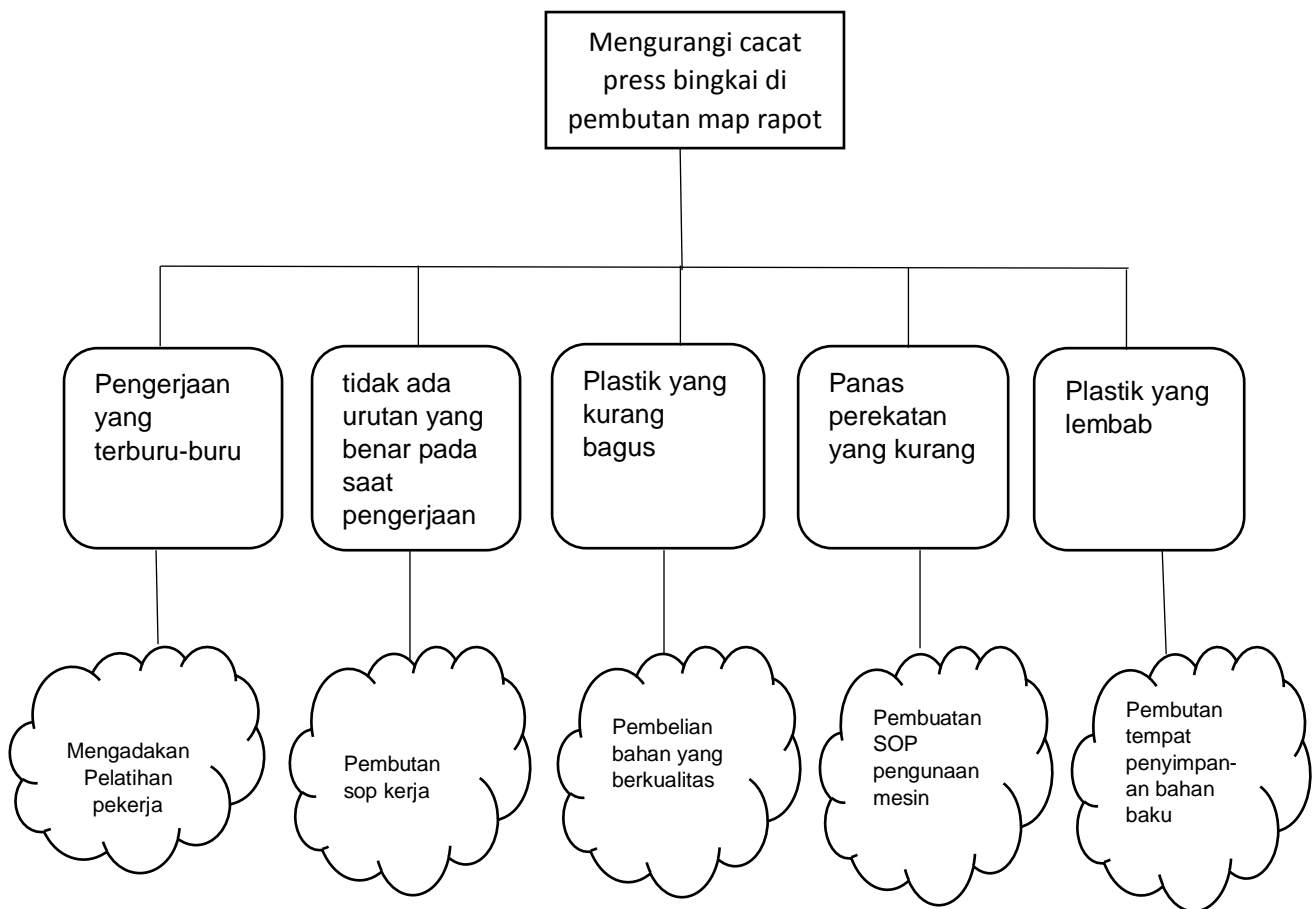 Mengurangi cacat
press bingkai di
pembutan map rapot
Pengerjaan
yang
terburu-buru
tidak ada
urutan yang
benar pada
saat
pengerjaan
Plastik yang
kurang
bagus
Panas
perekatan
yang kurang
Plastik yang
lembab
Mengadakan
Pelatihan
pekerja
Pembutan
sop kerja
Pembelian
bahan yang
berkualitas
Pembuatan
SOP
pengunaan
mesin
Pembutan
tempat
penyimpan-
an bahan
baku